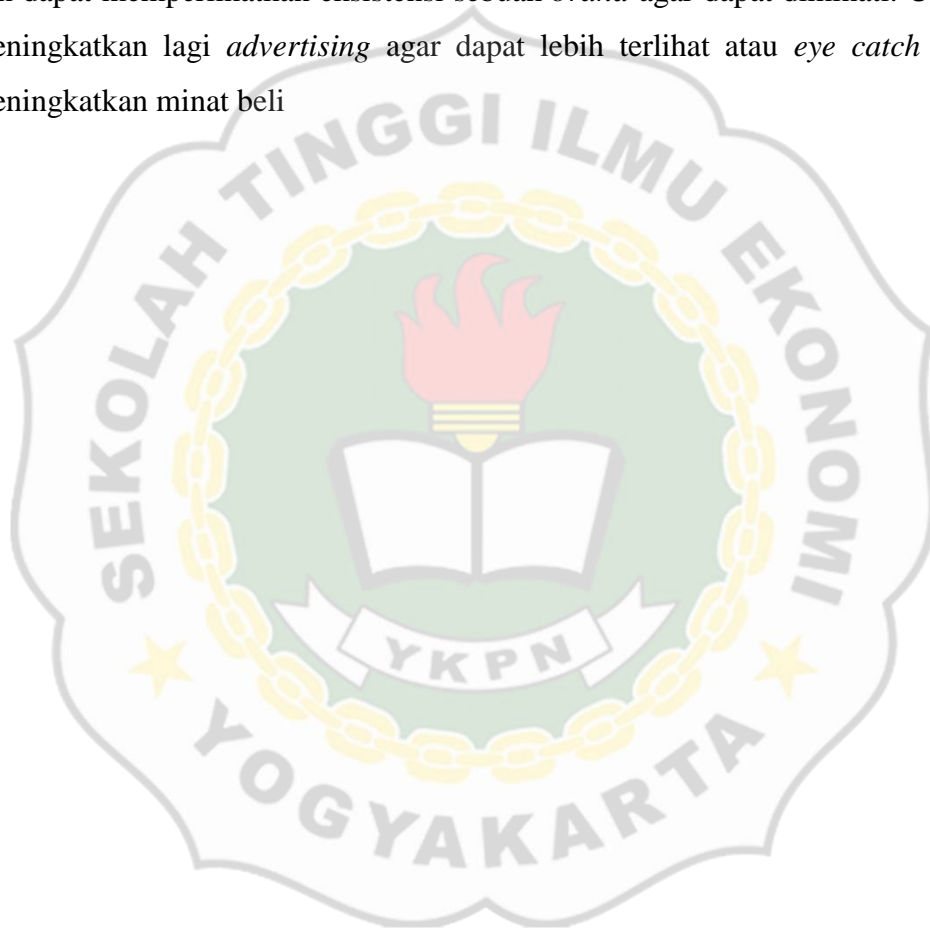 dapat memperlihatkan eksistensi sebuah brand agar dapat diminati.
eningkatkan lagi advertising agar dapat lebih terlihat atau eye catch
eningkatkan minat beli
SEKOLAH TINGGI ILMU EKONOMI
YKPN
YOGYAKARTA